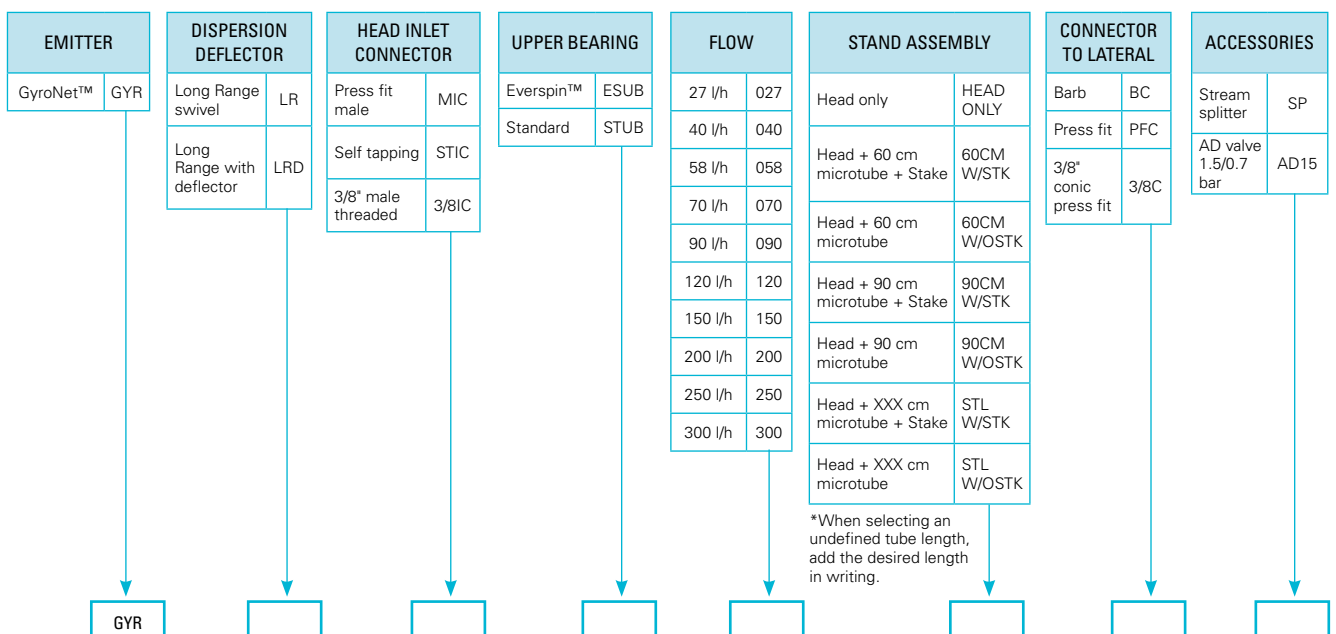 EMITTER
GyroNet™ GYR
DISPERSION
DEFLECTOR
Long Range
swivel
LR
Long
Range with
deflector
LRD
HEAD INLET
CONNECTOR
Press fit
male
MIC
Self tapping STIC
3/8" male
threaded
3/8IC
UPPER BEARING
Everspin™ ESUB
Standard STUB
FLOW
27 l/h 027
40 l/h 040
58 l/h 058
70 l/h 070
90 l/h 090
120 l/h 120
150 l/h 150
200 l/h 200
250 l/h 250
300 l/h 300
STAND ASSEMBLY
Head only
HEAD
ONLY
Head + 60 cm
microtube + Stake
60CM
W/STK
Head + 60 cm
microtube
60CM
W/OSTK
Head + 90 cm
microtube + Stake
90CM
W/STK
Head + 90 cm
microtube
90CM
W/OSTK
Head + XXX cm
microtube + Stake
STL
W/STK
Head + XXX cm
microtube
STL
W/OSTK
*When selecting an
undefined tube length,
add the desired length
in writing.
CONNECTOR
TO LATERAL
Barb BC
Press fit PFC
3/8"
conic
press fit
3/8C
ACCESSORIES
Stream
splitter
SP
AD valve
1.5/0.7
bar
AD15
GYR